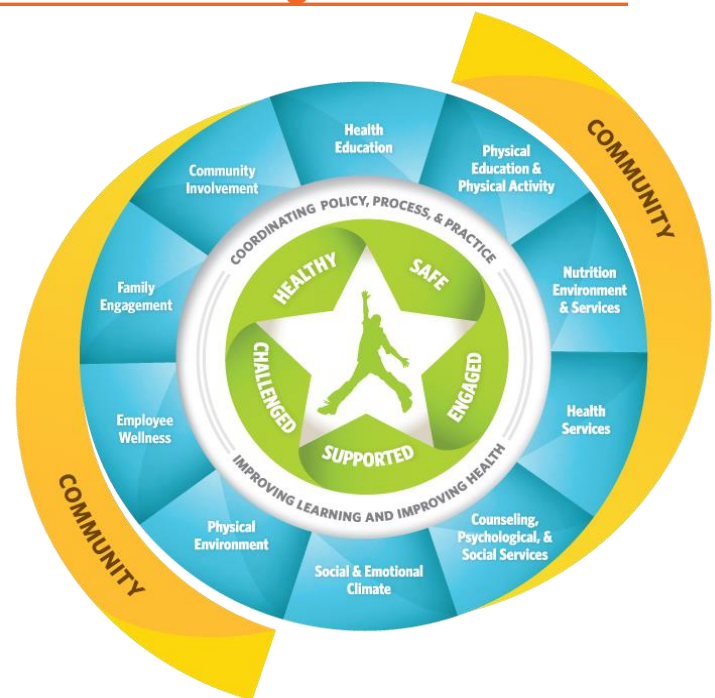 COMMUNITY
Health
Education
Physical
Education &
Physical Activity
Nutrition
Environment
& Services
Health
Services
Counseling,
Psychological, &
Social Services
Social & Emotional
Climate
Physical
Environment
Employee
Wellness
Family
Engagement
Community
Involvement
COORDINATING POLICY, PROCESS, & PRACTICE
IMPROVING LEARNING AND IMPROVING HEALTH
HEALTHY
SAFE
ENGAGED
SUPPORTED
CHALLENGED
COMMUNITY